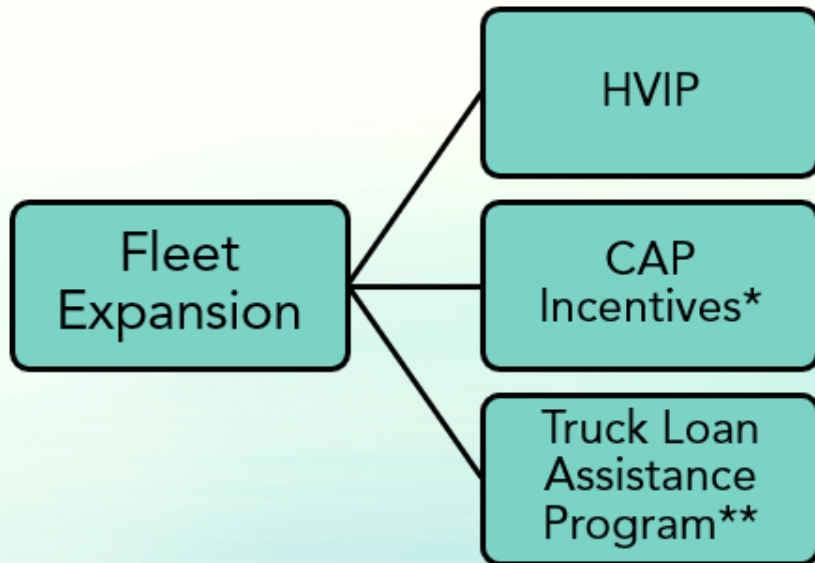 Fleet
Expansion
HVIP
CAP
Incentives*
Truck Loan
Assistance
Program**